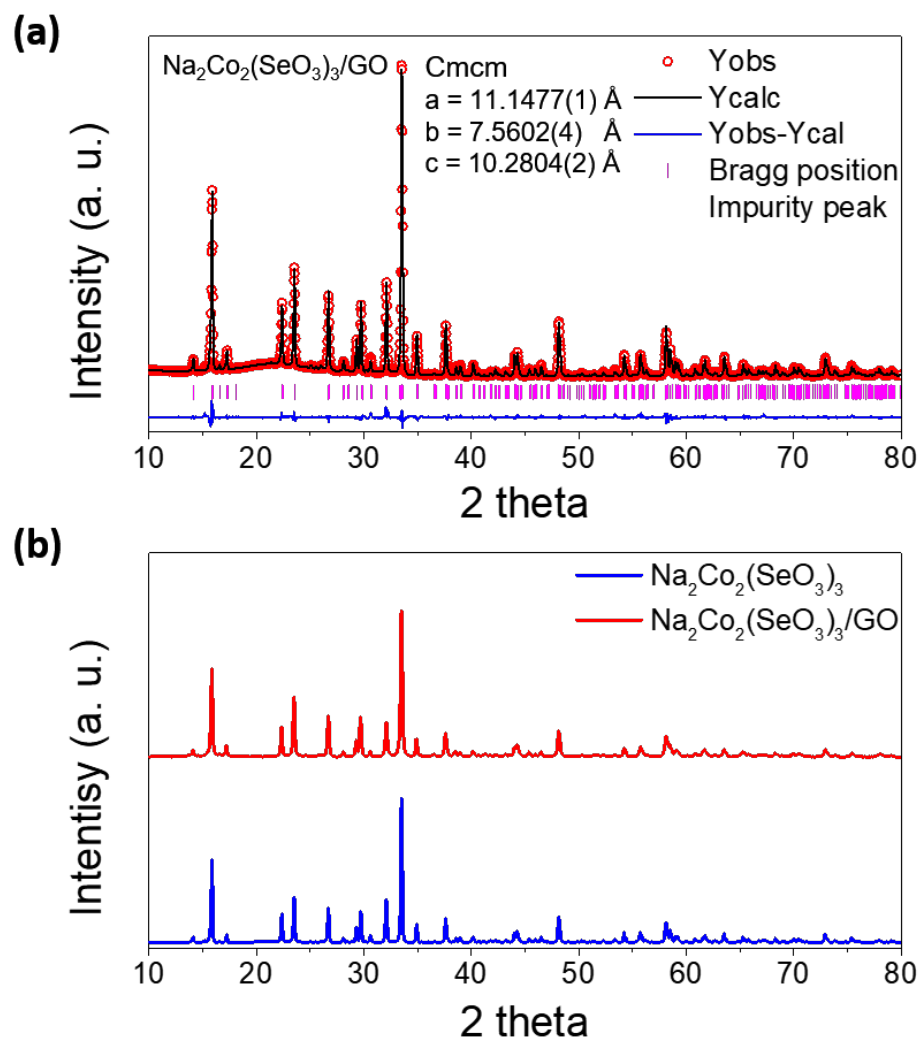 (a)
Na2Co2(SeO3)3/GO
Cmcm
a = 11.1477(1) Å
b = 7.5602(4) Å
c = 10.2804(2) Å
Yobs
Ycalc
Yobs-Ycal
Bragg position
Impurity peak
Intensity (a. u.)
10 20 30 40 50 60 70 80
2 theta
(b)
Na2Co2(SeO3)3
Na2Co2(SeO3)3/GO
Intentisy (a. u.)
10 20 30 40 50 60 70 80
2 theta